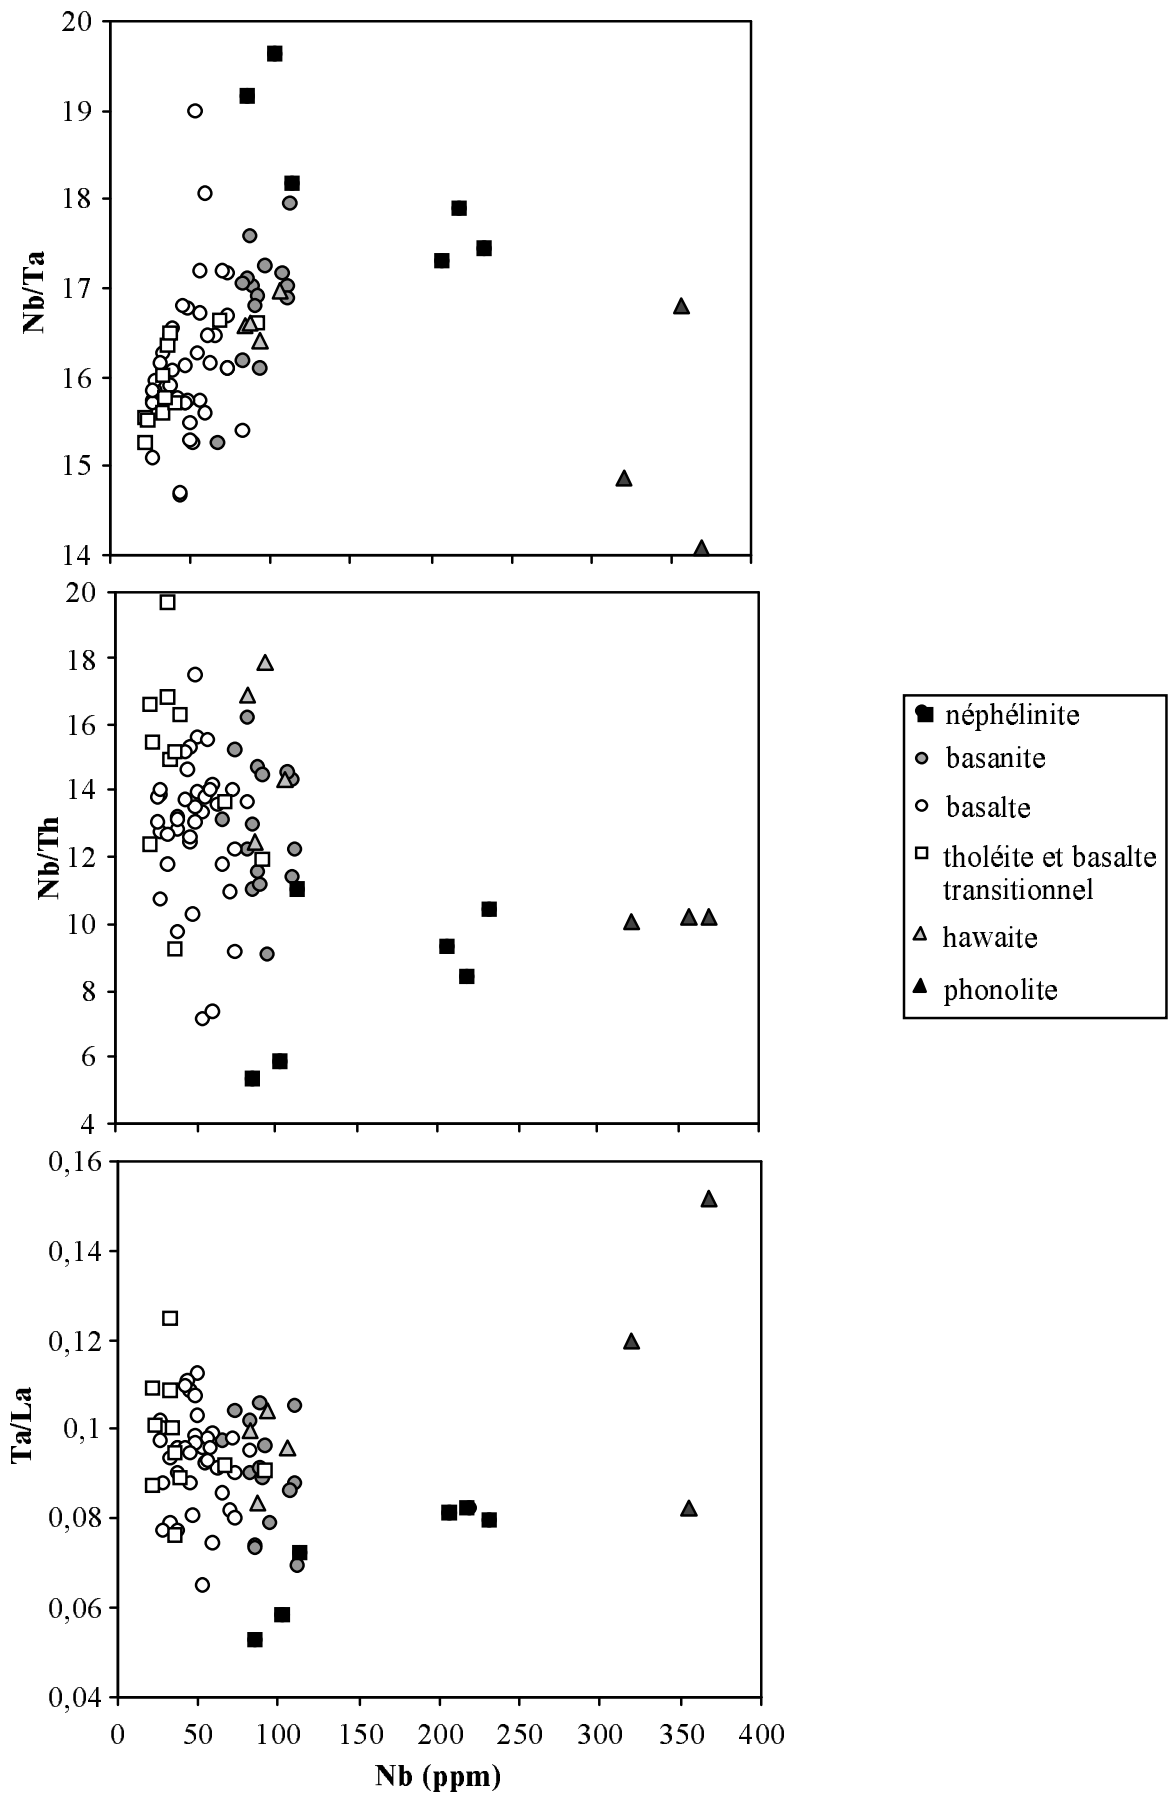 20
19
18
17
16
15
14
Nb/Ta
20
18
16
14
12
10
8
6
4
Nb/Th
néphélinite
basanite
basalte
tholéite et basalte
transitionnel
hawaite
phonolite
0,16
0,14
0,12
0,1
0,08
0,06
0,04
Ta/La
0 50 100 150 200 250 300 350 400
Nb (ppm)